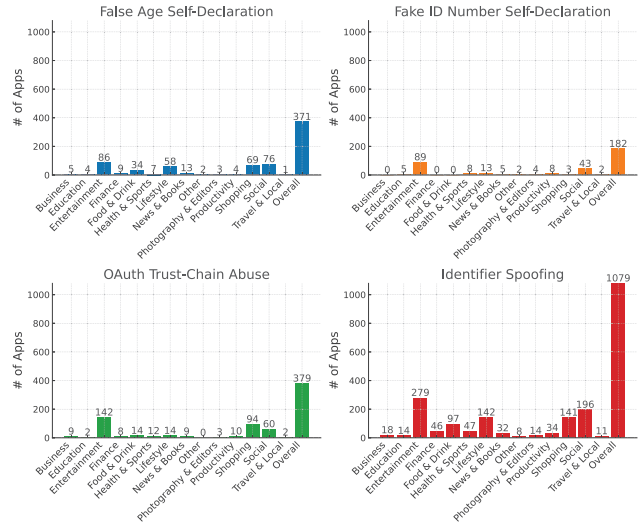 False Age Self-Declaration
# of Apps
1000
800
600
400
200
0
5 4 86 9 34 7 58 13 2 3 4 69 76 1 371
Business
Education
Entertainment
Finance
Food & Drink
Health & Sports
Lifestyle
News & Books
Other
Photography & Editors
Productivity
Shopping
Social
Travel & Local
Overall
Fake ID Number Self-Declaration
# of Apps
1000
800
600
400
200
0
0 5 89 0 0 8 13 5 2 4 8 3 43 2 182
Business
Education
Entertainment
Finance
Food & Drink
Health & Sports
Lifestyle
News & Books
Other
Photography & Editors
Productivity
Shopping
Social
Travel & Local
Overall
OAuth Trust-Chain Abuse
# of Apps
1000
800
600
400
200
0
9 2 142 8 14 12 14 9 0 3 10 94 60 2 379
Business
Education
Entertainment
Finance
Food & Drink
Health & Sports
Lifestyle
News & Books
Other
Photography & Editors
Productivity
Shopping
Social
Travel & Local
Overall
Identifier Spoofing
# of Apps
1000
800
600
400
200
0
18 14 279 46 97 47 142 32 8 14 34 141 196 11 1079
Business
Education
Entertainment
Finance
Food & Drink
Health & Sports
Lifestyle
News & Books
Other
Photography & Editors
Productivity
Shopping
Social
Travel & Local
Overall